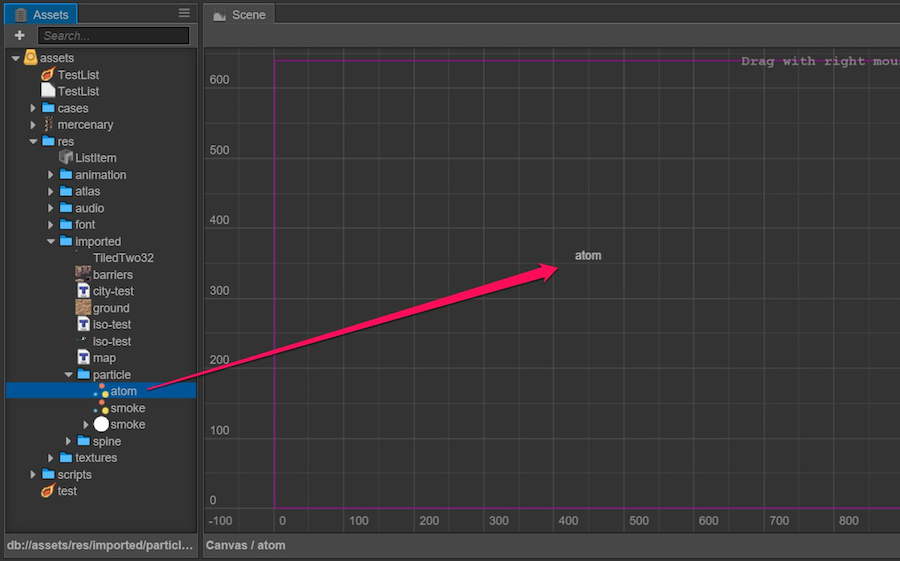 Assets
Scene
Search...
assets
TestList
TestList
cases
mercenary
res
ListItem
animation
atlas
audio
font
imported
TiledTwo32
barriers
city-test
ground
iso-test
iso-test
map
particle
atom
smoke
smoke
spine
textures
scripts
test
db://assets/res/imported/particl...
Drag with right mou
600
500
400
300
200
100
0
-100 0 100 200 300 400 500 600 700 800
atom
Canvas / atom